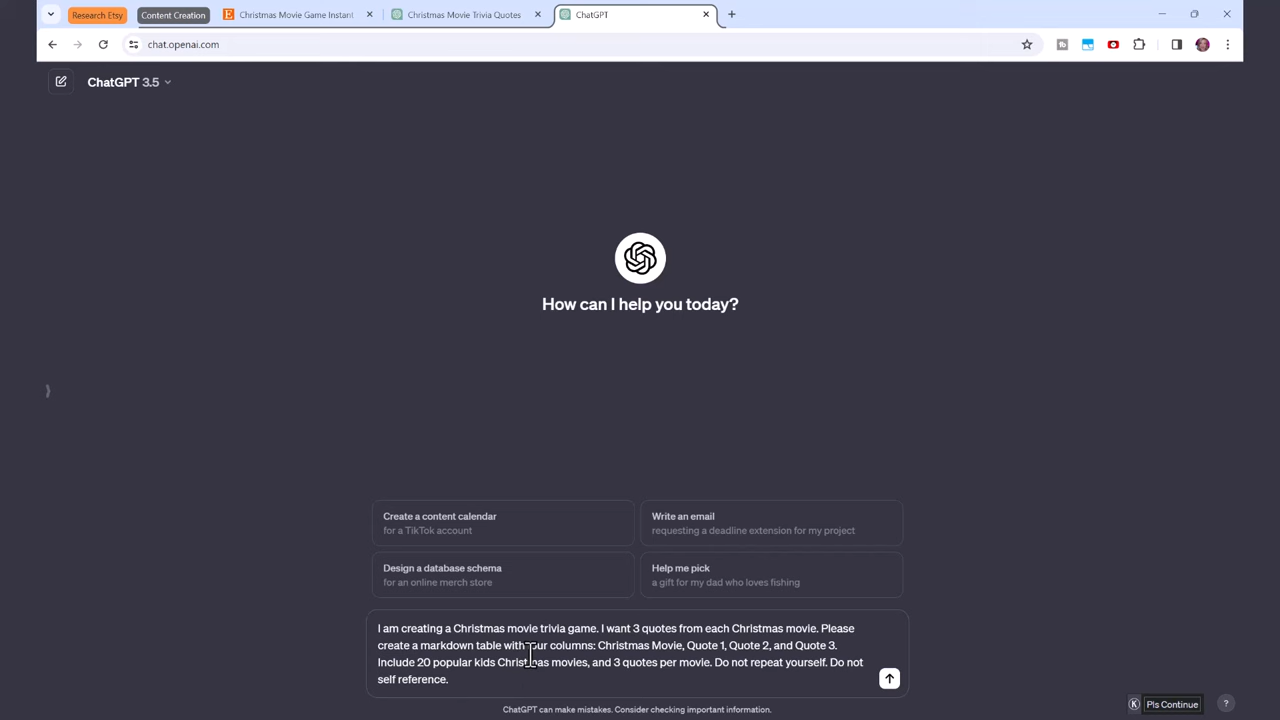 Research Etsy
Content Creation
Christmas Movie Game Instant
Christmas Movie Trivia Quotes
ChatGPT
chat.openai.com
ChatGPT 3.5
How can I help you today?
Create a content calendar
for a TikTok account
Write an email
requesting a deadline extension for my project
Design a database schema
for an online merch store
Help me pick
a gift for my dad who loves fishing
I am creating a Christmas movie trivia game. I want 3 quotes from each Christmas movie. Please
create a markdown table with our columns: Christmas Movie, Quote 1, Quote 2, and Quote 3.
Include 20 popular kids Christmas movies, and 3 quotes per movie. Do not repeat yourself. Do not
self reference.
ChatGPT can make mistakes. Consider checking important information.
K Pls Continue ?